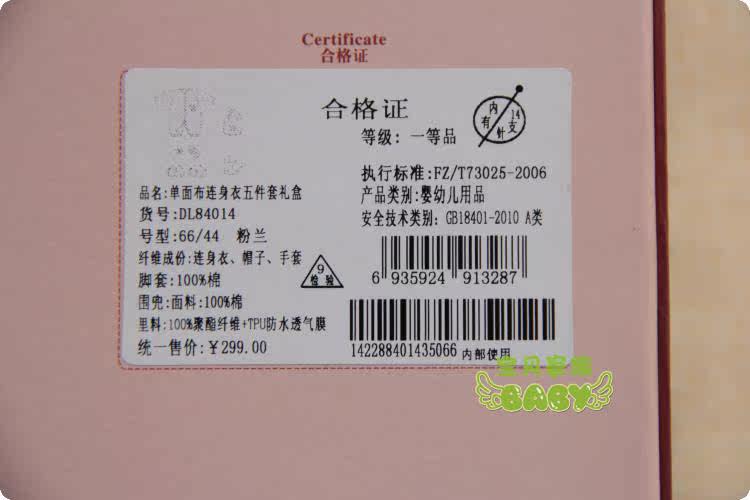 Certificate
合格证
合格证
等级: 一等品
内有14支针
执行标准:FZ/T73025-2006
产品类别:婴幼儿用品
安全技术类别: GB18401-2010 A类
品名:单面布连身衣五件套礼盒
货号:DL84014
号型:66/44 粉兰
纤维成份:连身衣、帽子、手套
脚套:100%棉
围兜:面料:100%棉
里料:100%聚酯纤维+TPU防水透气膜
统一售价:¥299.00
9
检验
6 935924 913287
142288401435066 内部使用
BABY